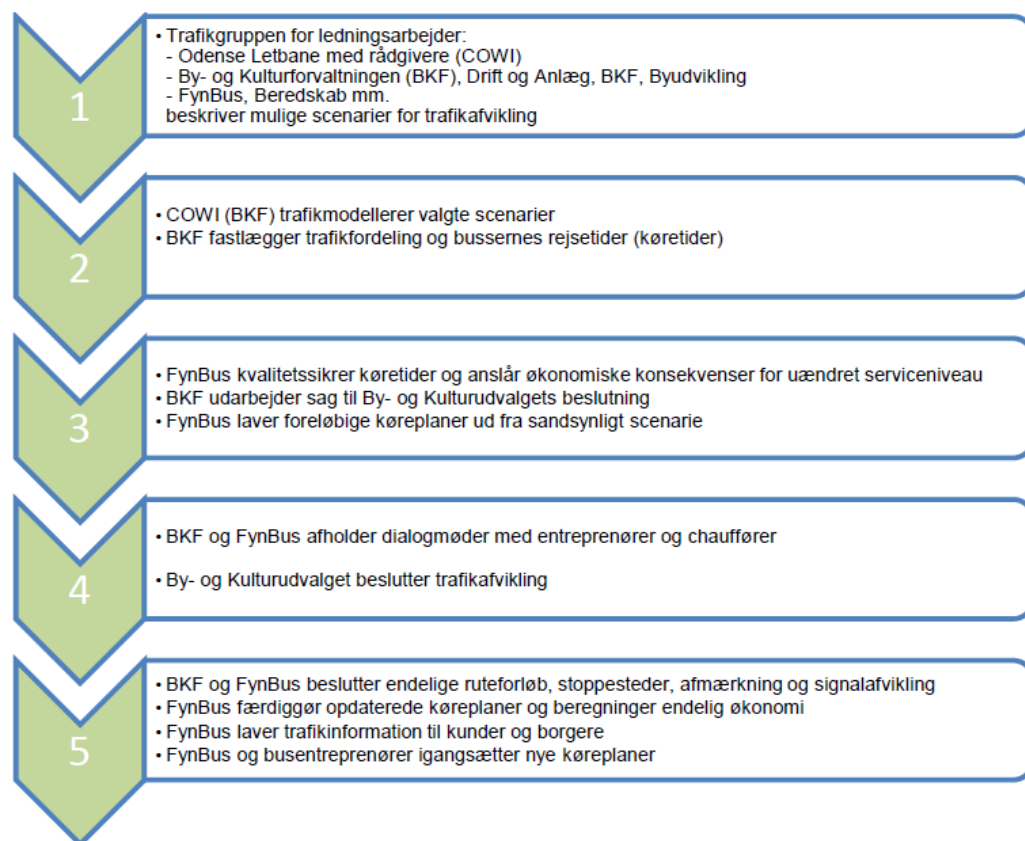 1
• Trafikgruppen for ledningsarbejder:
- Odense Letbane med rådgivere (COWI)
- By- og Kulturforvaltningen (BKF), Drift og Anlæg, BKF, Byudvikling
- FynBus, Beredskab mm.
beskriver mulige scenarier for trafikafvikling
2
• COWI (BKF) trafikmodellerer valgte scenarier
• BKF fastlægger trafikfordeling og bussernes rejsetider (køretider)
3
• FynBus kvalitetssikrer køretider og anslår økonomiske konsekvenser for uændret serviceniveau
• BKF udarbejder sag til By- og Kulturudvalgets beslutning
• FynBus laver foreløbige køreplaner ud fra sandsynligt scenarie
4
• BKF og FynBus afholder dialogmøder med entreprenører og chauffører
• By- og Kulturudvalget beslutter trafikafvikling
5
• BKF og FynBus beslutter endelige ruteforløb, stoppesteder, afmærkning og signalafvikling
• FynBus færdiggør opdaterede køreplaner og beregninger endelig økonomi
• FynBus laver trafikinformation til kunder og borgere
• FynBus og busentreprenører igangsætter nye køreplaner